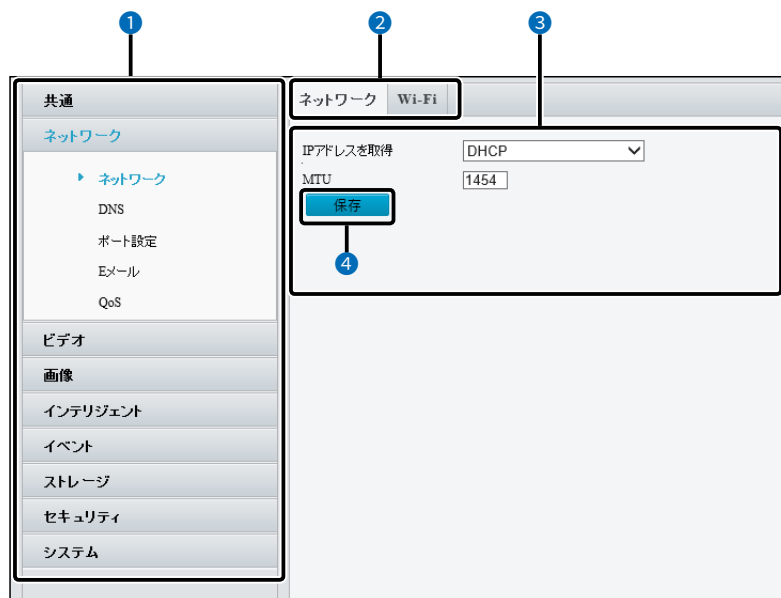 1
2
3
共通
ネットワーク
ネットワーク
DNS
ポート設定
Eメール
QoS
ビデオ
画像
インテリジェント
イベント
ストレージ
セキュリティ
システム
ネットワーク Wi-Fi
IPアドレスを取得 DHCP
MTU 1454
保存
4